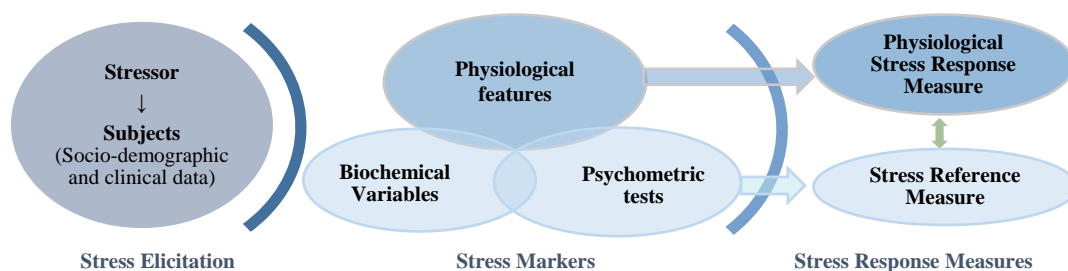 Stressor
↓
Subjects
(Socio-demographic
and clinical data)
Stress Elicitation
Physiological
features
Biochemical
Variables
Psychometric
tests
Stress Markers
Physiological
Stress Response
Measure
Stress Reference
Measure
Stress Response Measures